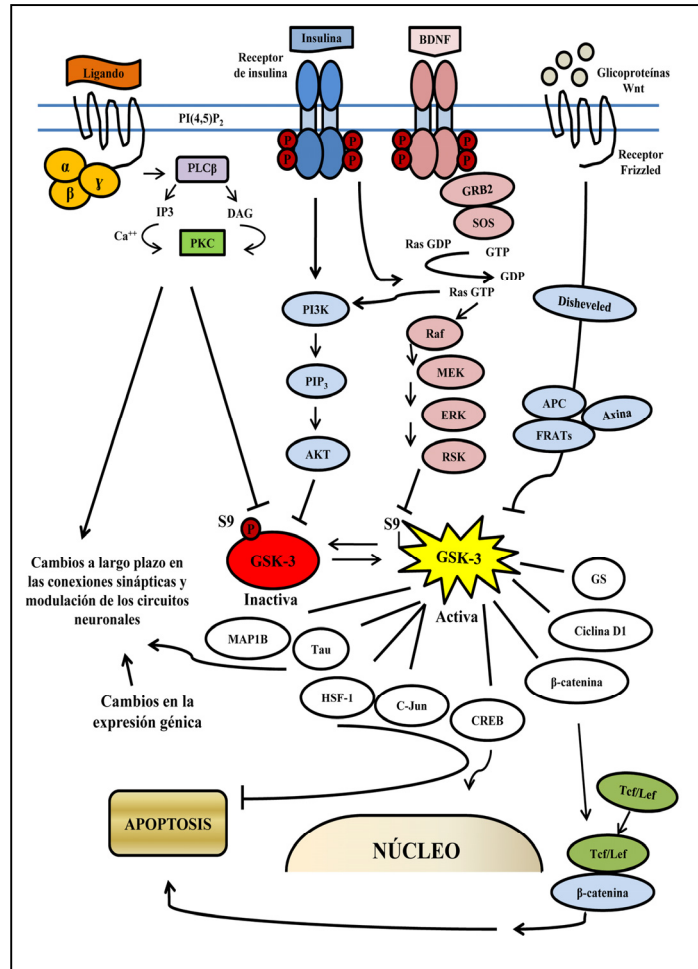 Ligando
Receptor
de insulina
Insulina
BDNF
Glicoproteínas
Wnt
PI(4,5)P2
Receptor
Frizzled
α
β
γ
PLCβ
IP3
DAG
Ca++
PKC
P
P
P
P
P
P
P
P
GRB2
SOS
Ras GDP
GTP
GDP
Ras GTP
PI3K
PIP3
AKT
Raf
MEK
ERK
RSK
Disheveled
APC
Axina
FRATs
S9
P
GSK-3
Inactiva
S9
GSK-3
Activa
Cambios a largo plazo en
las conexiones sinápticas y
modulación de los circuitos
neuronales
Cambios en la
expresión génica
MAP1B
Tau
HSF-1
C-Jun
CREB
GS
Ciclina D1
β-catenina
Tcf/Lef
Tcf/Lef
β-catenina
APOPTOSIS
NÚCLEO